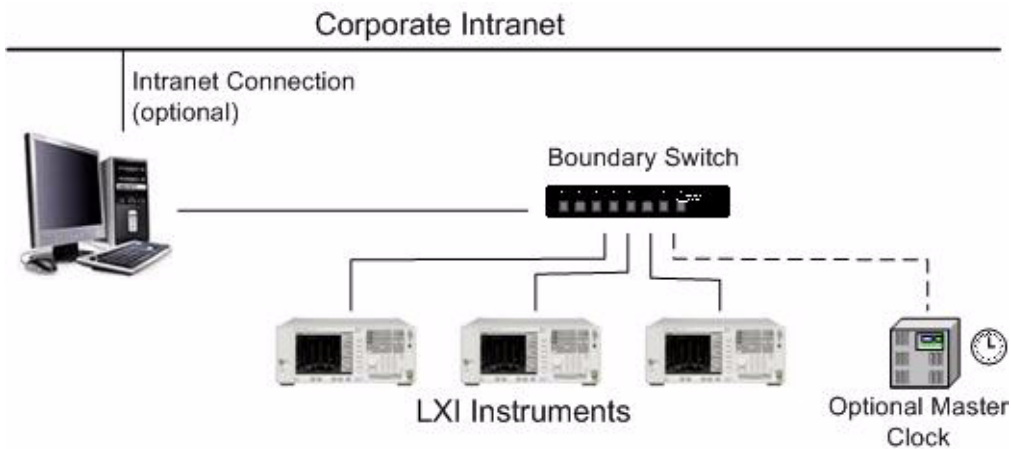 Corporate Intranet
Intranet Connection
(optional)
Boundary Switch
LXI Instruments
Optional Master
Clock